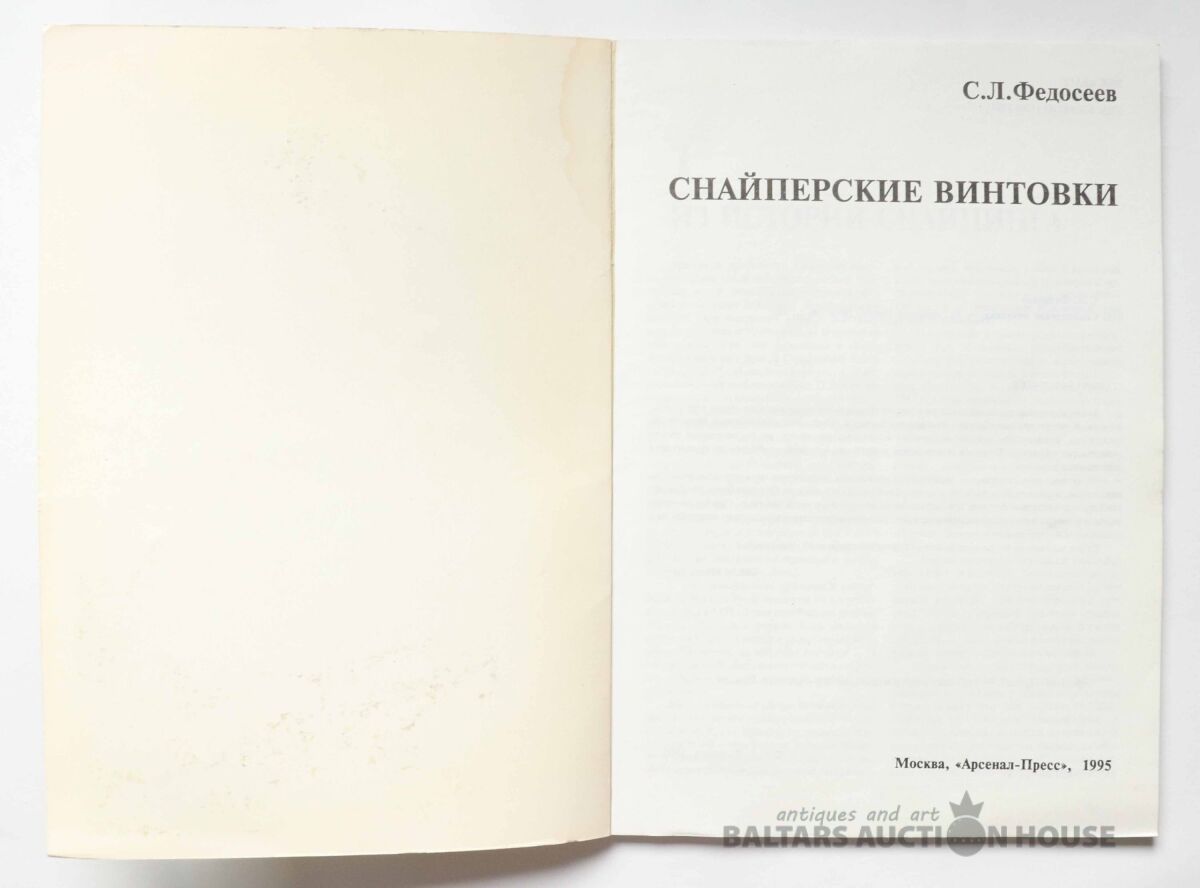 С.Л.Федосеев
СНАЙПЕРСКИЕ ВИНТОВКИ
Москва, «Арсенал-Пресс», 1995
antiques and art
BALTARS AUCTION HOUSE